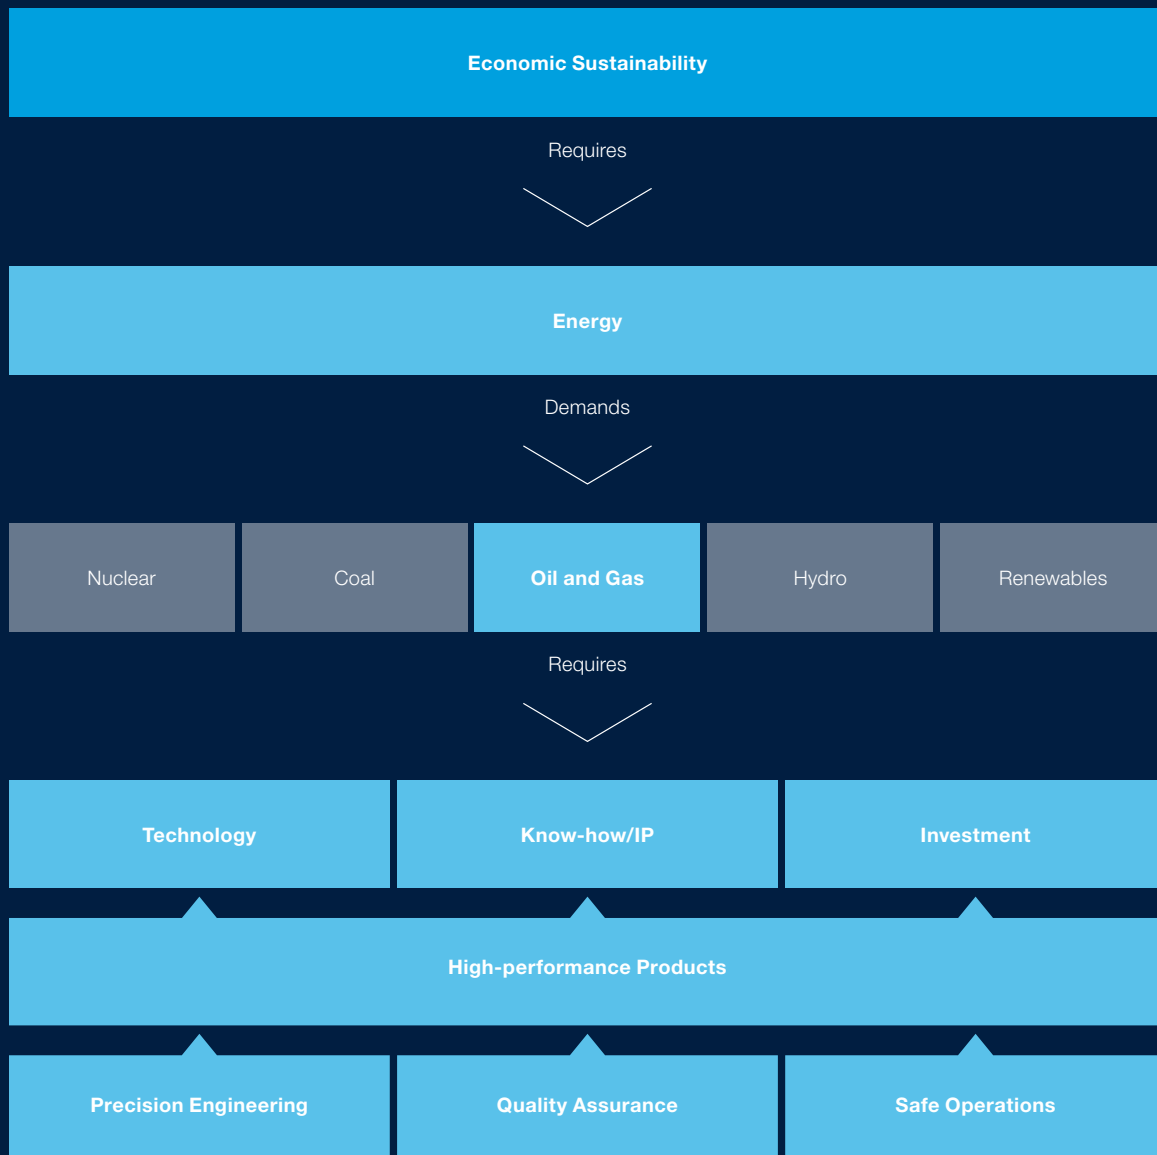 Economic Sustainability
Requires
Energy
Demands
Nuclear
Coal
Oil and Gas
Hydro
Renewables
Requires
Technology
Know-how/IP
Investment
High-performance Products
Precision Engineering
Quality Assurance
Safe Operations